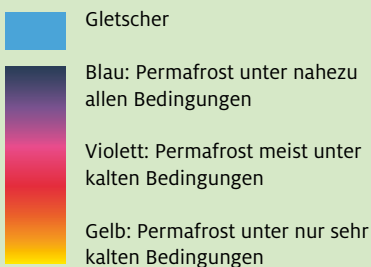 Gletscher
Blau: Permafrost unter nahezu
allen Bedingungen
Violett: Permafrost meist unter
kalten Bedingungen
Gelb: Permafrost unter nur sehr
kalten Bedingungen